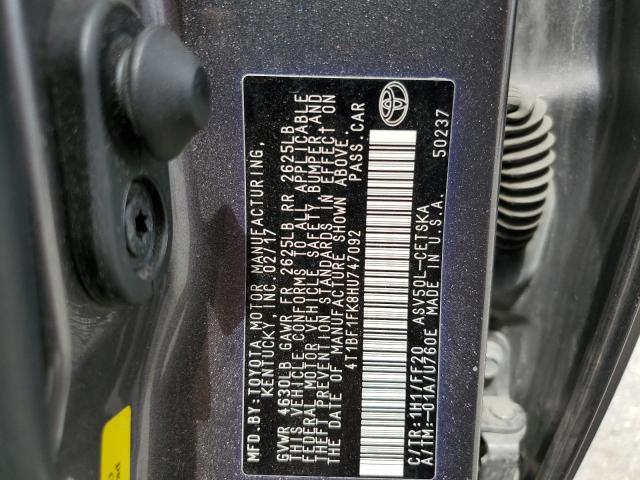 MFD.BY:TOYOTA MOTOR MANUFACTURING,
KENTUCKY, INC. 02/17
GVWR 4630LB GAWR FR 2625LB RR 2625LB
THIS VEHICLE CONFORMS TO ALL APPLICABLE
FEDERAL MOTOR VEHICLE SAFETY, BUMPER,AND
THEFT PREVENTION STANDARDS IN EFFECT ON
THE DATE OF MANUFACTURE SHOWN ABOVE.
4T1BF1FK8HU747092 PASS.CAR
C/TR:1H1/FF20 ASV50L-CETSKA
A/TM:-01A/U760E MADE IN U.S.A.
50237